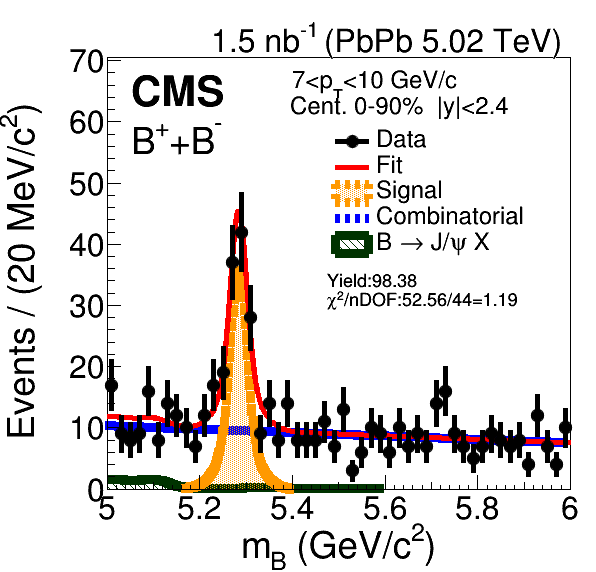 1.5 nb⁻¹ (PbPb 5.02 TeV)
CMS
B⁺+B⁻
7<p_T<10 GeV/c
Cent. 0-90% |y|<2.4
Data
Fit
Signal
Combinatorial
B → J/ψ X
Yield:98.38
χ²/nDOF:52.56/44=1.19
Events / (20 MeV/c²)
70
60
50
40
30
20
10
0
5 5.2 5.4 5.6 5.8 6
m_B (GeV/c²)